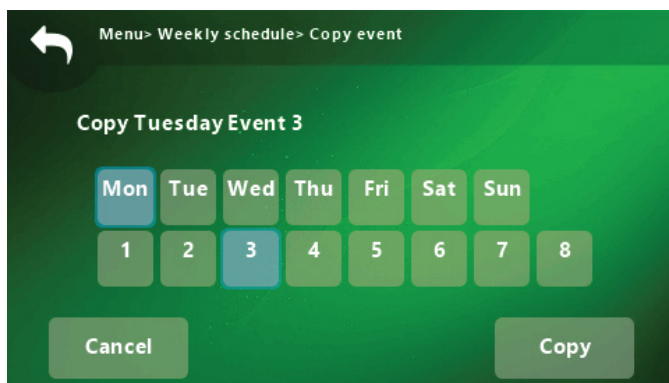 Menu> Weekly schedule> Copy event
Copy Tuesday Event 3
Mon Tue Wed Thu Fri Sat Sun
1 2 3 4 5 6 7 8
Cancel Copy